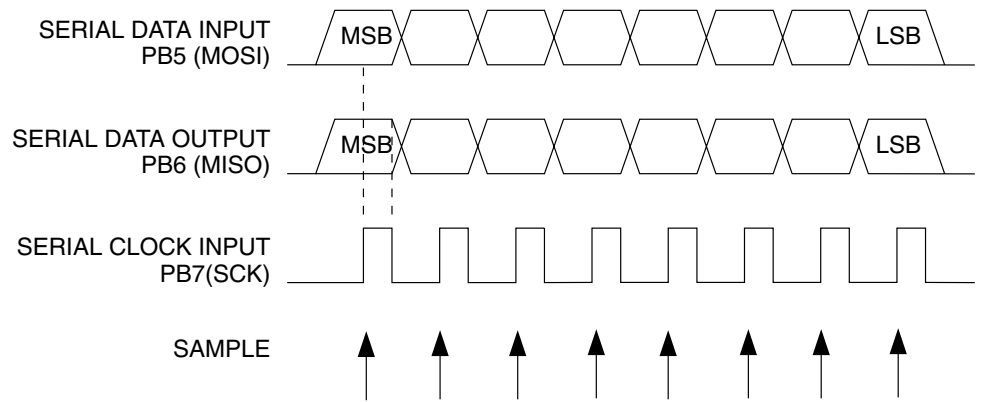 SERIAL DATA INPUT
PB5 (MOSI)
MSB
LSB
SERIAL DATA OUTPUT
PB6 (MISO)
MSB
LSB
SERIAL CLOCK INPUT
PB7(SCK)
SAMPLE